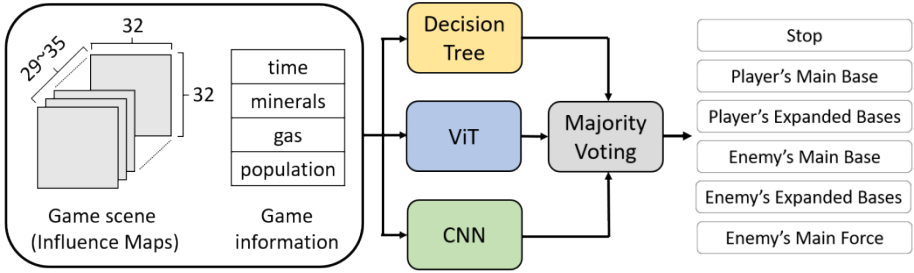 32
29~35
32
Game scene
(Influence Maps)
time
minerals
gas
population
Game
information
Decision
Tree
ViT
CNN
Majority
Voting
Stop
Player's Main Base
Player's Expanded Bases
Enemy's Main Base
Enemy's Expanded Bases
Enemy's Main Force